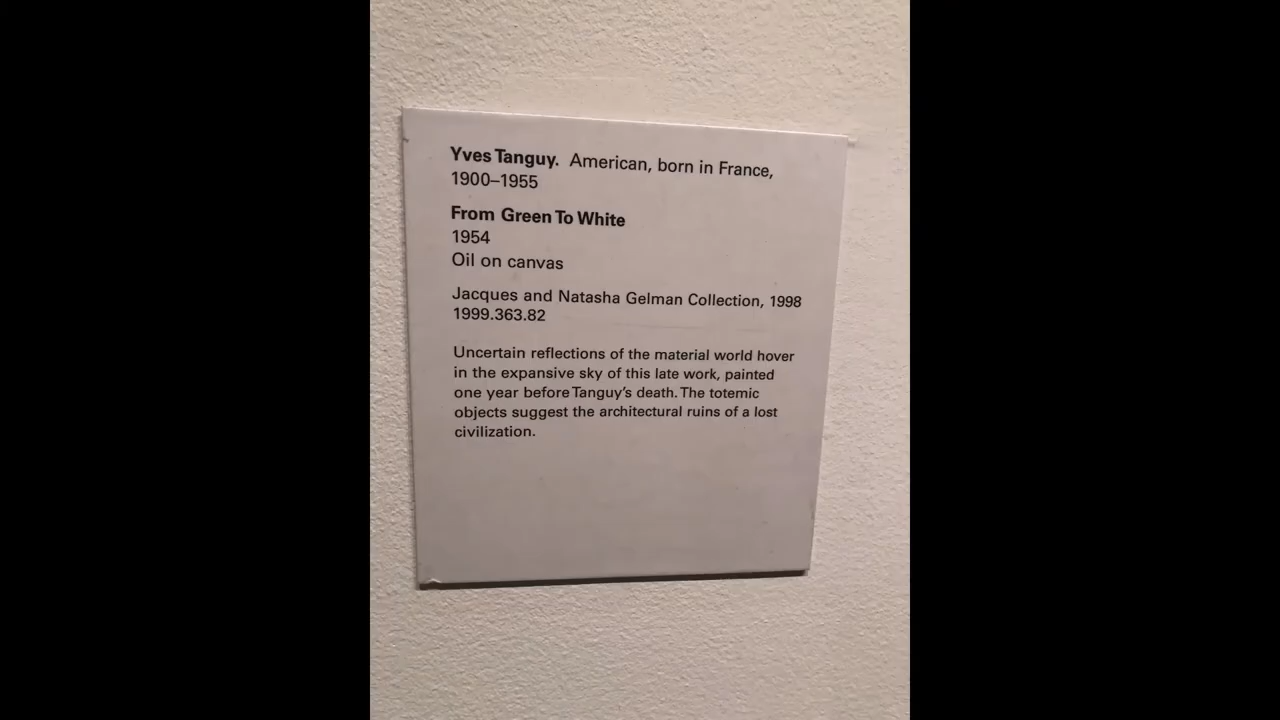 Yves Tanguy. American, born in France,
1900–1955
From Green To White
1954
Oil on canvas
Jacques and Natasha Gelman Collection, 1998
1999.363.82
Uncertain reflections of the material world hover
in the expansive sky of this late work, painted
one year before Tanguy's death. The totemic
objects suggest the architectural ruins of a lost
civilization.